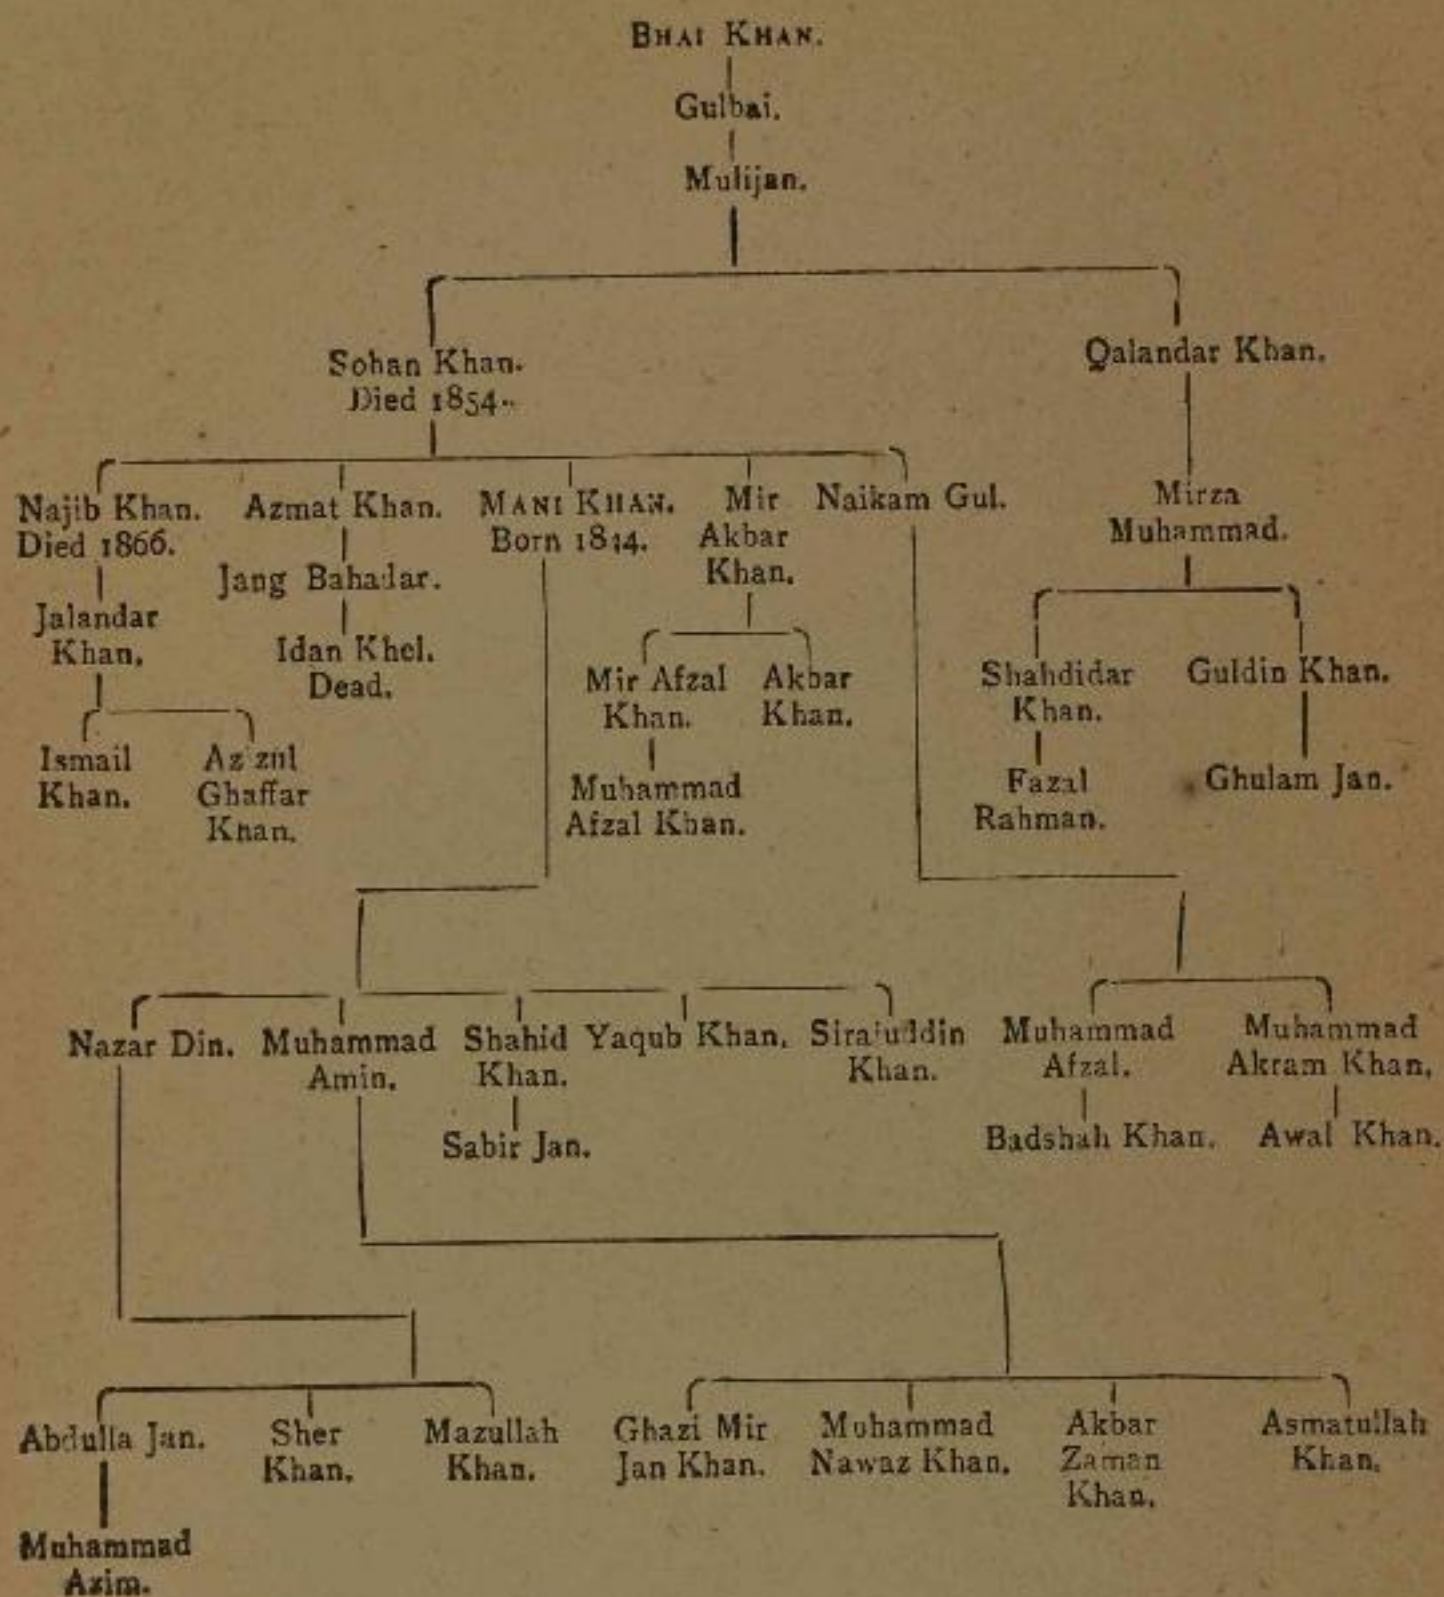 BHAI KHAN.
Gulbai.
Mulijan.
Sohan Khan.
Died 1854.
Qalandar Khan.
Najib Khan.
Died 1866.
Azmat Khan.
MANI KHAN.
Born
Mir
Akbar
Khan.
Naikam Gul.
Mirza
Muhammad.
Jalandar
Khan.
Jang Bahadar.
Idan Khel.
Dead.
Mir Afzal
Khan.
Akbar
Khan.
Shahdidar
Khan.
Guldin Khan.
Ismail
Khan.
Az zul
Ghaffar
Khan.
Muhammad
Afzal Khan.
Fazal
Rahman.
Ghulam Jan.
Nazar Din.
Muhammad
Amin.
Shahid
Khan.
Yaqub Khan.
Sirajuddin
Khan.
Muhammad
Afzal.
Muhammad
Akram Khan.
Sabir Jan.
Badshah Khan.
Awal Khan.
Abdulla Jan.
Sher
Khan.
Mazullah
Khan.
Ghazi Mir
Jan Khan.
Muhammad
Nawaz Khan.
Akbar
Zaman
Khan.
Asmatullah
Khan.
Muhammad
Azim.